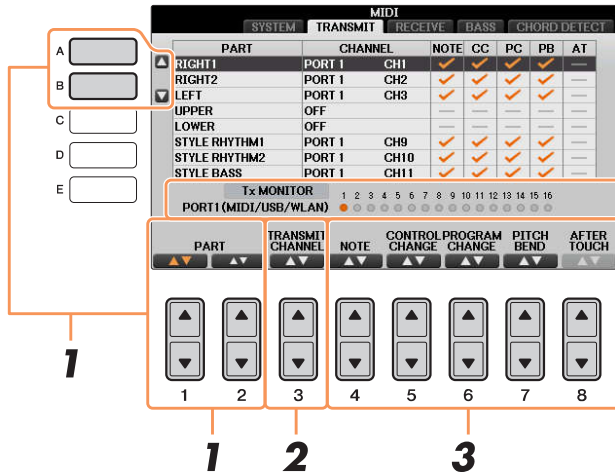 MIDI
SYSTEM TRANSMIT RECEIVE BASS CHORD DETECT
PART CHANNEL NOTE CC PC PB AT
A
RIGHT1 PORT 1 CH1
RIGHT2 PORT 1 CH2
B
LEFT PORT 1 CH3
UPPER OFF
C
LOWER OFF
STYLE RHYTHM1 PORT 1 CH9
D
STYLE RHYTHM2 PORT 1 CH10
STYLE BASS PORT 1 CH11
E
Tx MONITOR 1 2 3 4 5 6 7 8 9 10 11 12 13 14 15 16
PORT1 (MIDI/USB/WLAN)
PART
TRANSMIT CHANNEL
NOTE
CONTROL CHANGE
PROGRAM CHANGE
PITCH BEND
AFTER TOUCH
1
1 2 3 4 5 6 7 8
1 2 3